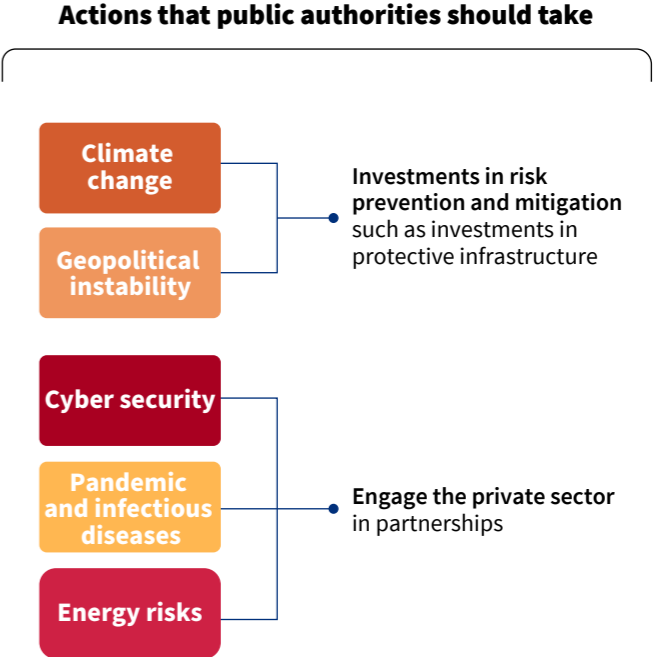 Actions that public authorities should take
Climate
change
Geopolitical
instability
Investments in risk
prevention and mitigation
such as investments in
protective infrastructure
Cyber security
Pandemic
and infectious
diseases
Energy risks
Engage the private sector
in partnerships